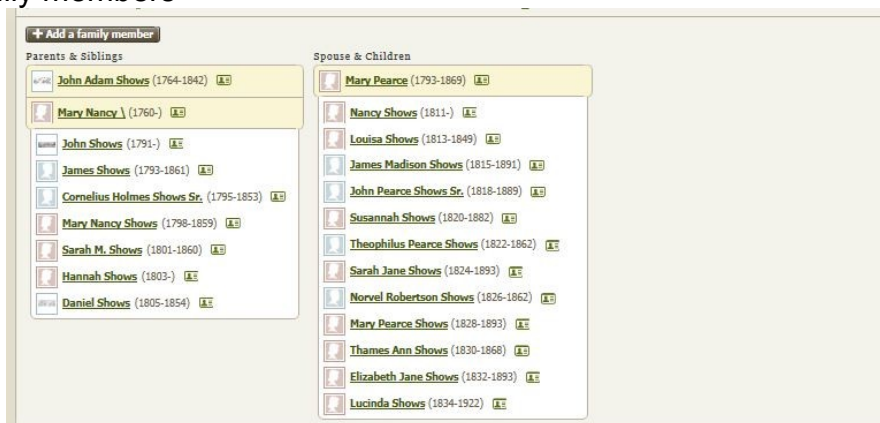 + Add a family member
Parents & Siblings
John Adam Shows (1764-1842)
Mary Nancy \ (1760-)
John Shows (1791-)
James Shows (1793-1861)
Cornelius Holmes Shows Sr. (1795-1853)
Mary Nancy Shows (1798-1859)
Sarah M. Shows (1801-1860)
Hannah Shows (1803-)
Daniel Shows (1805-1854)
Spouse & Children
Mary Pearce (1793-1869)
Nancy Shows (1811-)
Louisa Shows (1813-1849)
James Madison Shows (1815-1891)
John Pearce Shows Sr. (1818-1889)
Susannah Shows (1820-1882)
Theophilus Pearce Shows (1822-1862)
Sarah Jane Shows (1824-1893)
Norvel Robertson Shows (1826-1862)
Mary Pearce Shows (1828-1893)
Thames Ann Shows (1830-1868)
Elizabeth Jane Shows (1832-1893)
Lucinda Shows (1834-1922)